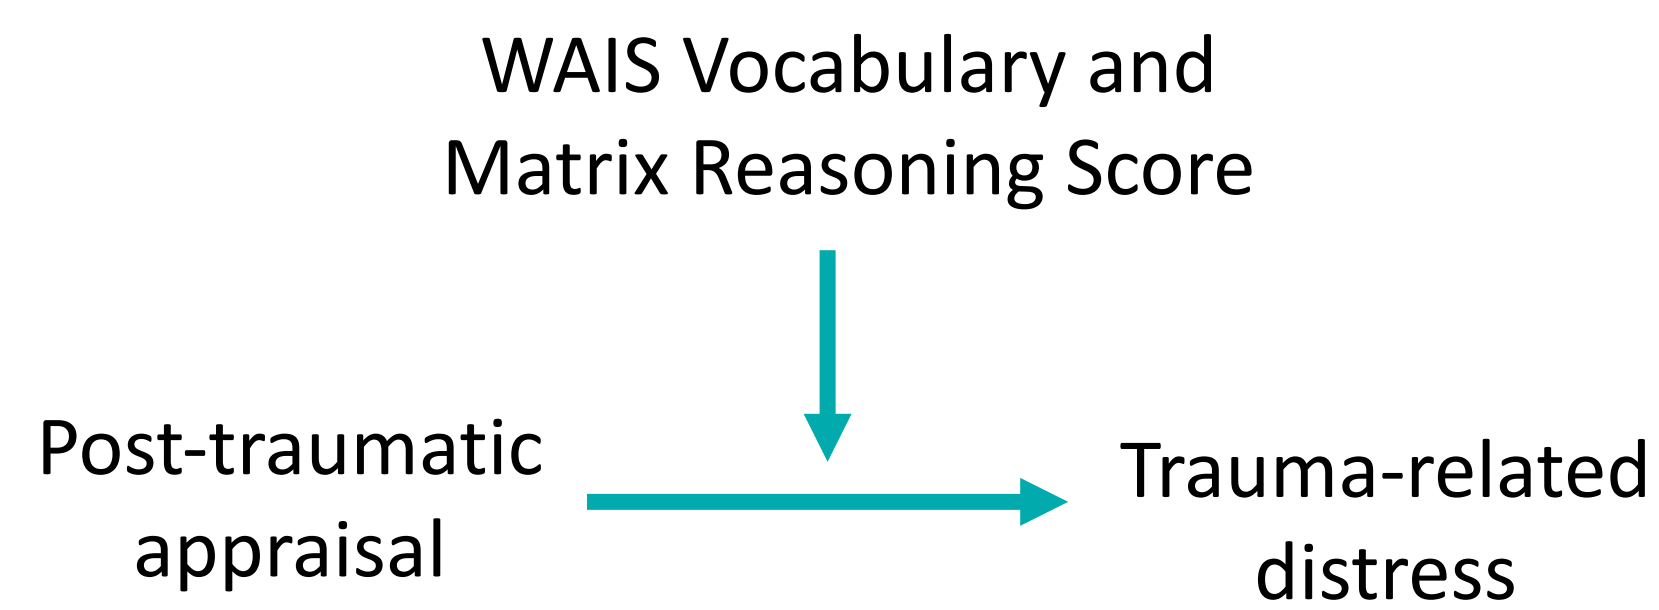 WAIS Vocabulary and
Matrix Reasoning Score
Post-traumatic
appraisal
Trauma-related
distress